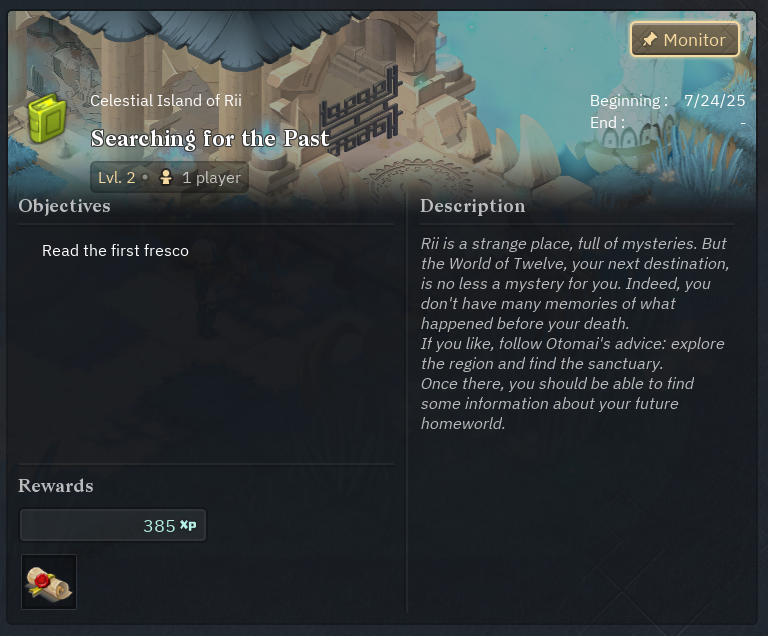 Monitor
Celestial Island of Rii
Beginning : 7/24/25
Searching for the Past
End : -
Lvl. 2 • 1 player
Objectives
Read the first fresco
Description
Rii is a strange place, full of mysteries. But
the World of Twelve, your next destination,
is no less a mystery for you. Indeed, you
don't have many memories of what
happened before your death.
If you like, follow Otomai's advice: explore
the region and find the sanctuary.
Once there, you should be able to find
some information about your future
homeworld.
Rewards
385 Xp